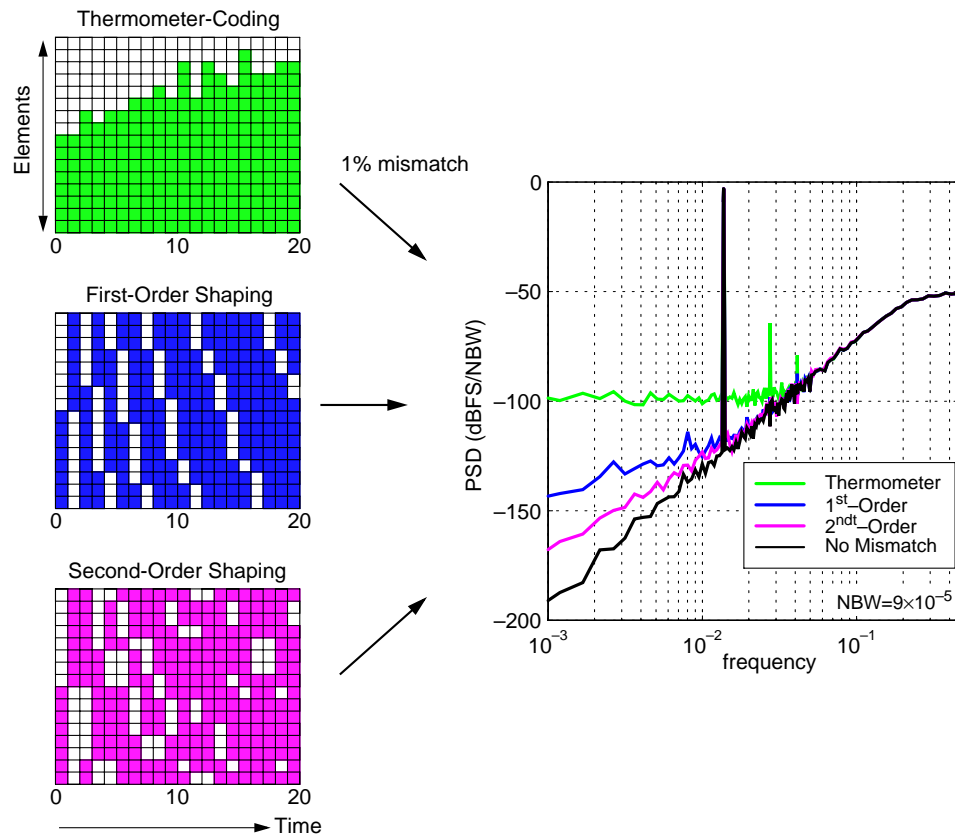 Thermometer-Coding
Elements
0 10 20
1% mismatch
First-Order Shaping
0 10 20
Second-Order Shaping
0 10 20
Time
PSD (dBFS/NBW)
0
–50
–100
–150
–200
10⁻³ 10⁻² 10⁻¹
frequency
Thermometer
1ˢᵗ–Order
2ⁿᵈᵗ–Order
No Mismatch
NBW=9×10⁻⁵